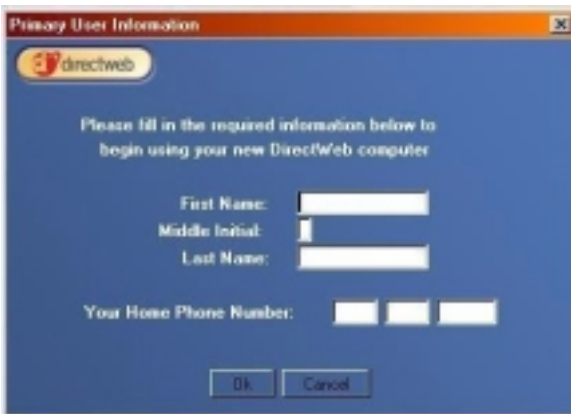 Primary User Information
directweb
Please fill in the required information below to
begin using your new DirectWeb computer
First Name:
Middle Initial:
Last Name:
Your Home Phone Number:
Ok Cancel